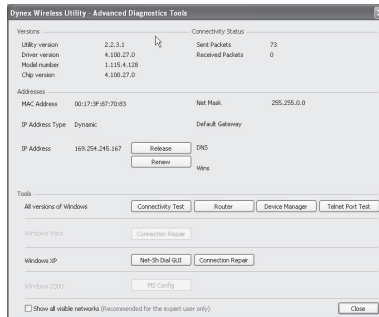 Dynex Wireless Utility - Advanced Diagnostics Tools
Versions
Connectivity Status
Utility version 2.2.3.1
Sent Packets 73
Driver version 4.100.27.0
Received Packets 0
Model number 1.115.4.128
Chip version 4.100.27.0
Addresses
MAC Address 00:17:3F:87:70:83
Net Mask 255.255.0.0
IP Address Type Dynamic
Default Gateway
IP Address 169.254.245.167
Release
DNS
Renew
Wins
Tools
All versions of Windows
Connectivity Test
Router
Device Manager
Telnet Port Test
Windows Vista
Connection Repair
Windows XP
Net-Sh Dial GUI
Connection Repair
Windows 2000
MS Config
Show all visible networks (Recommended for the expert user only)
Close